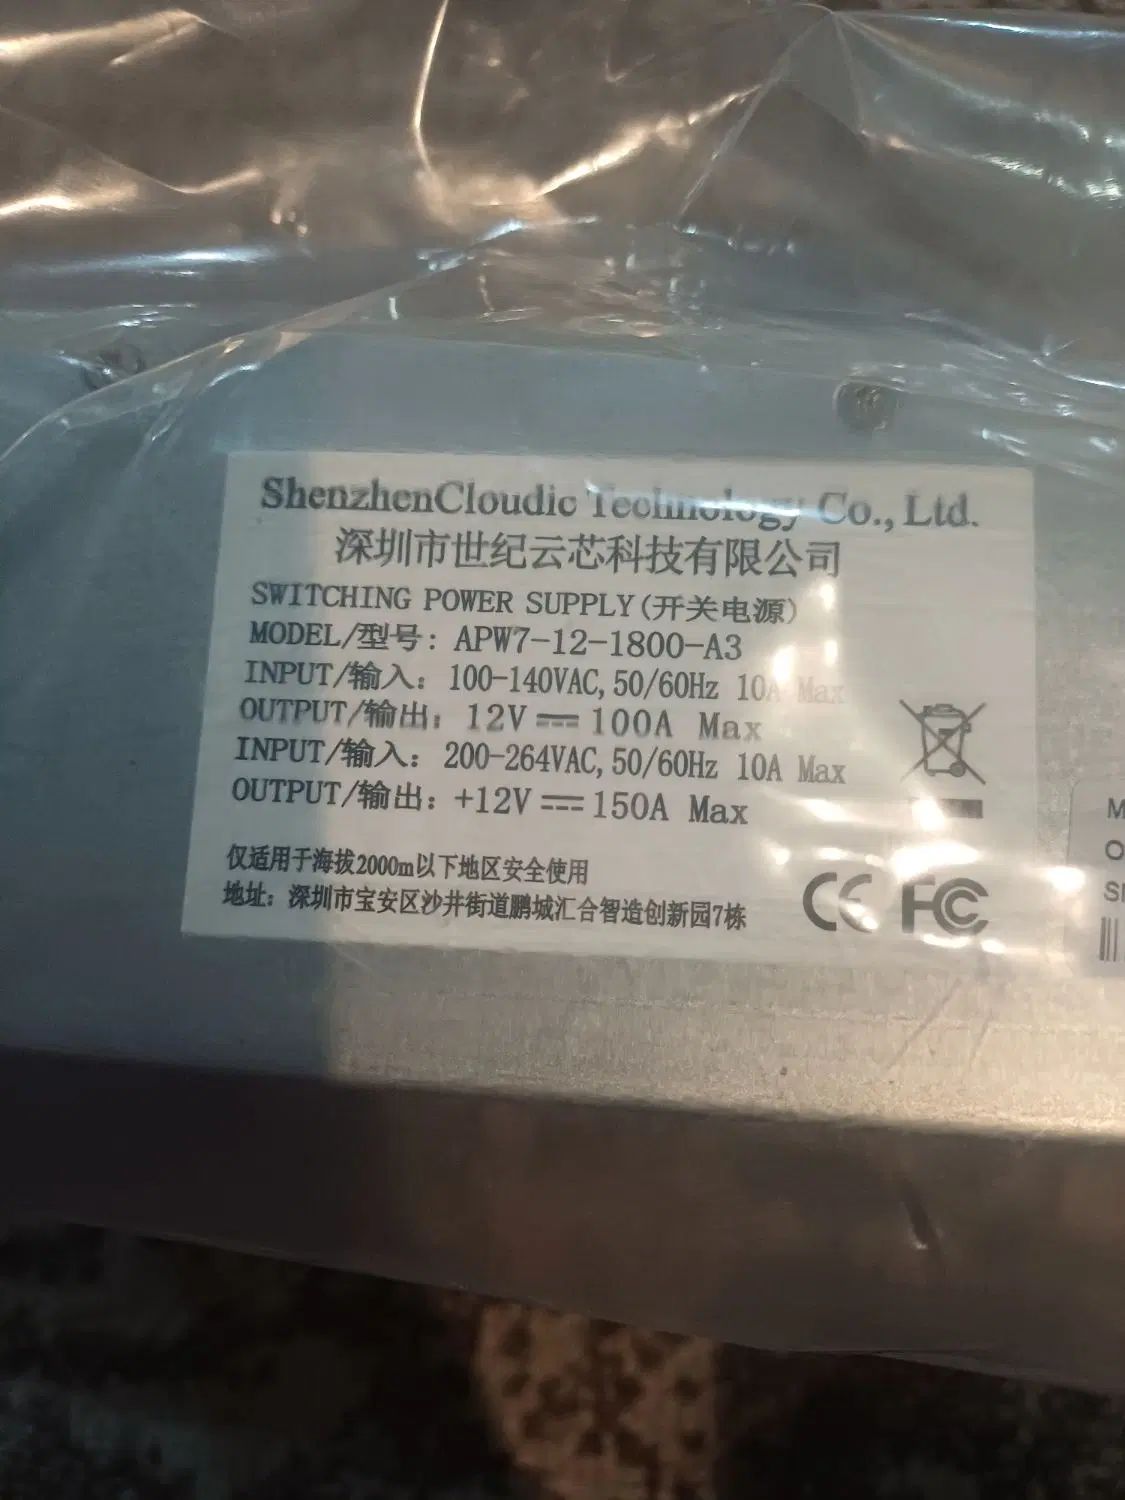 ShenzhenCloudic Technology Co., Ltd.
深圳市世纪云芯科技有限公司
SWITCHING POWER SUPPLY(开关电源)
MODEL/型号: APW7-12-1800-A3
INPUT/输入: 100-140VAC,50/60Hz 10A Max
OUTPUT/输出: 12V 100A Max
INPUT/输入: 200-264VAC,50/60Hz 10A Max
OUTPUT/输出: +12V 150A Max
仅适用于海拔2000m以下地区安全使用
地址: 深圳市宝安区沙井街道鹏城汇合智造创新园7栋
CE FC